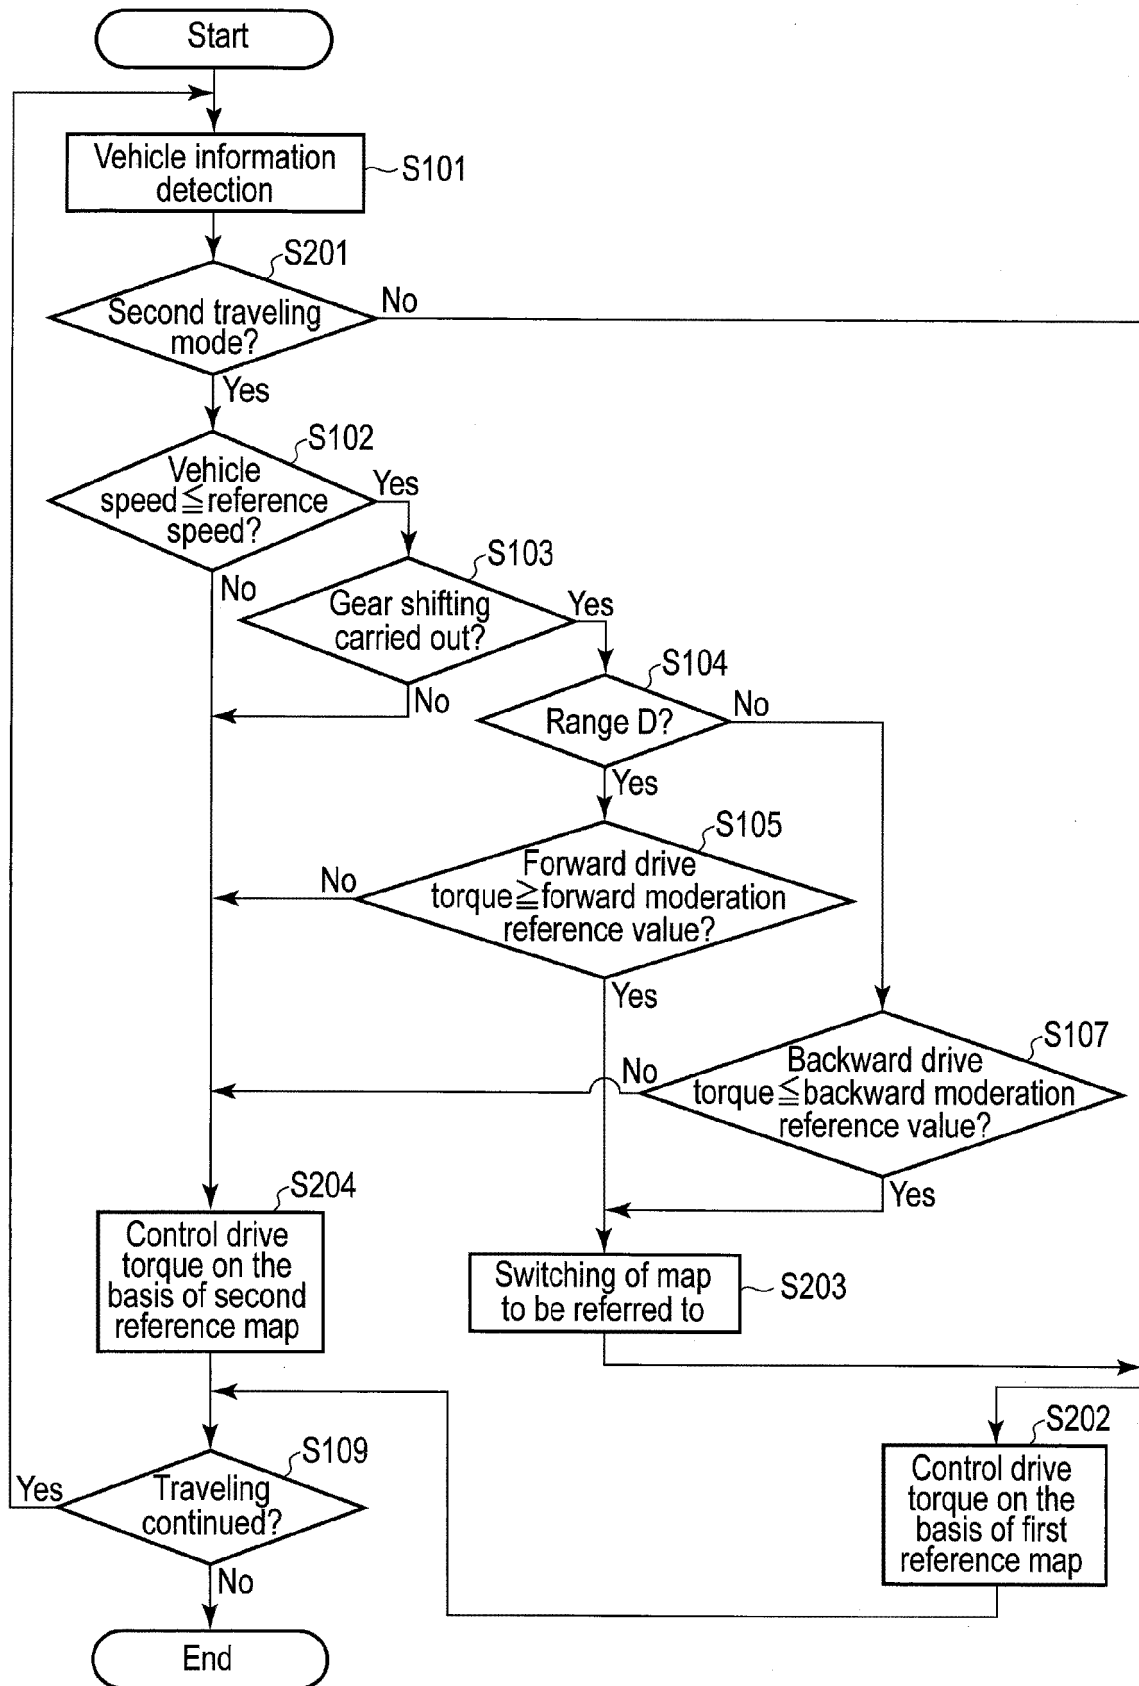 Start
Vehicle information
detection
S101
S201
Second traveling
mode?
No
Yes
S102
Vehicle
speed≦reference
speed?
Yes
No
S103
Gear shifting
carried out?
Yes
No
S104
Range D?
No
Yes
S105
Forward drive
torque≧forward moderation
reference value?
No
Yes
S107
Backward drive
torque≦backward moderation
reference value?
No
Yes
S204
Control drive
torque on the
basis of second
reference map
Switching of map
to be referred to
S203
S202
Control drive
torque on the
basis of first
reference map
S109
Traveling
continued?
Yes
No
End